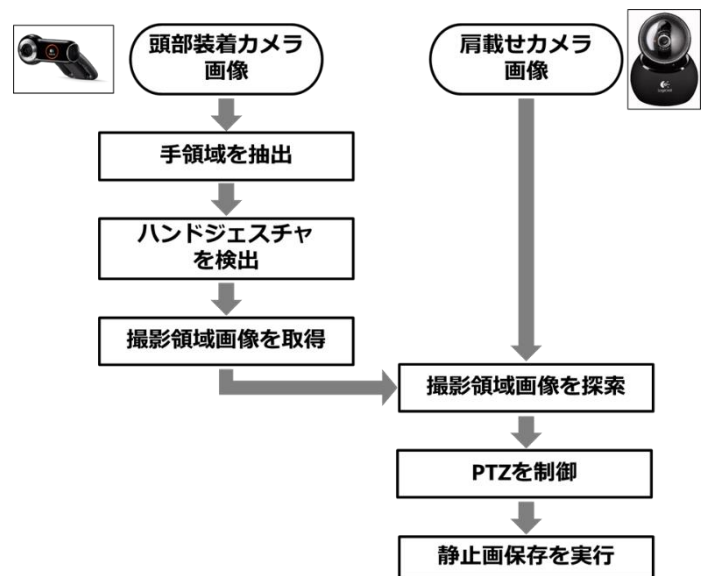 頭部装着カメラ
画像
肩載せカメラ
画像
手領域を抽出
ハンドジェスチャ
を検出
撮影領域画像を取得
撮影領域画像を探索
PTZを制御
静止画保存を実行